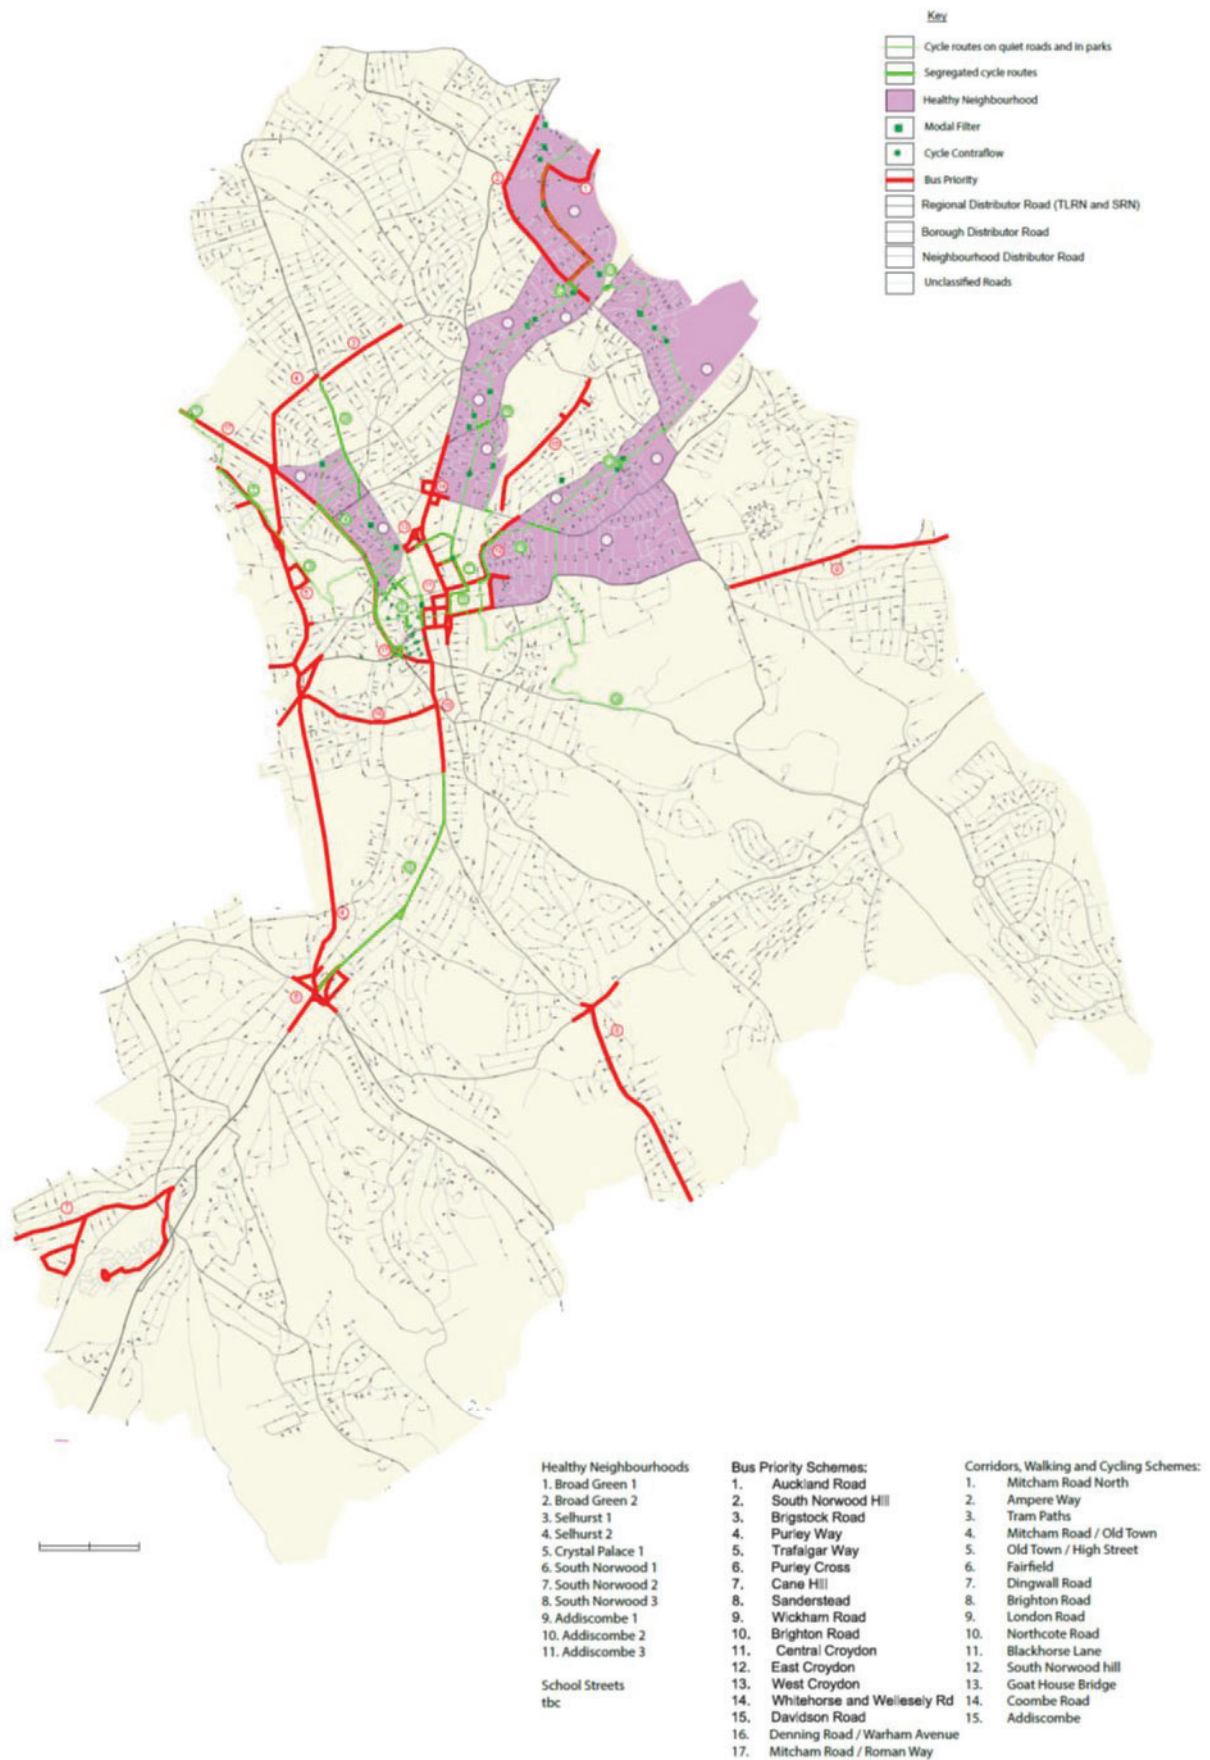 Key
Cycle routes on quiet roads and in parks
Segregated cycle routes
Healthy Neighbourhood
Modal Filter
Cycle Contraflow
Bus Priority
Regional Distributor Road (TLRN and SRN)
Borough Distributor Road
Neighbourhood Distributor Road
Unclassified Roads
Healthy Neighbourhoods
1. Broad Green 1
2. Broad Green 2
3. Selhurst 1
4. Selhurst 2
5. Crystal Palace 1
6. South Norwood 1
7. South Norwood 2
8. South Norwood 3
9. Addiscombe 1
10. Addiscombe 2
11. Addiscombe 3
School Streets
tbc
Bus Priority Schemes:
1. Auckland Road
2. South Norwood Hill
3. Brigstock Road
4. Purley Way
5. Trafalgar Way
6. Purley Cross
7. Cane Hill
8. Sanderstead
9. Wickham Road
10. Brighton Road
11. Central Croydon
12. East Croydon
13. West Croydon
14. Whitehorse and Wellesely Rd
15. Davidson Road
16. Denning Road / Warham Avenue
17. Mitcham Road / Roman Way
Corridors, Walking and Cycling Schemes:
1. Mitcham Road North
2. Ampere Way
3. Tram Paths
4. Mitcham Road / Old Town
5. Old Town / High Street
6. Fairfield
7. Dingwall Road
8. Brighton Road
9. London Road
10. Northcote Road
11. Blackhorse Lane
12. South Norwood hill
13. Goat House Bridge
14. Coombe Road
15. Addiscombe